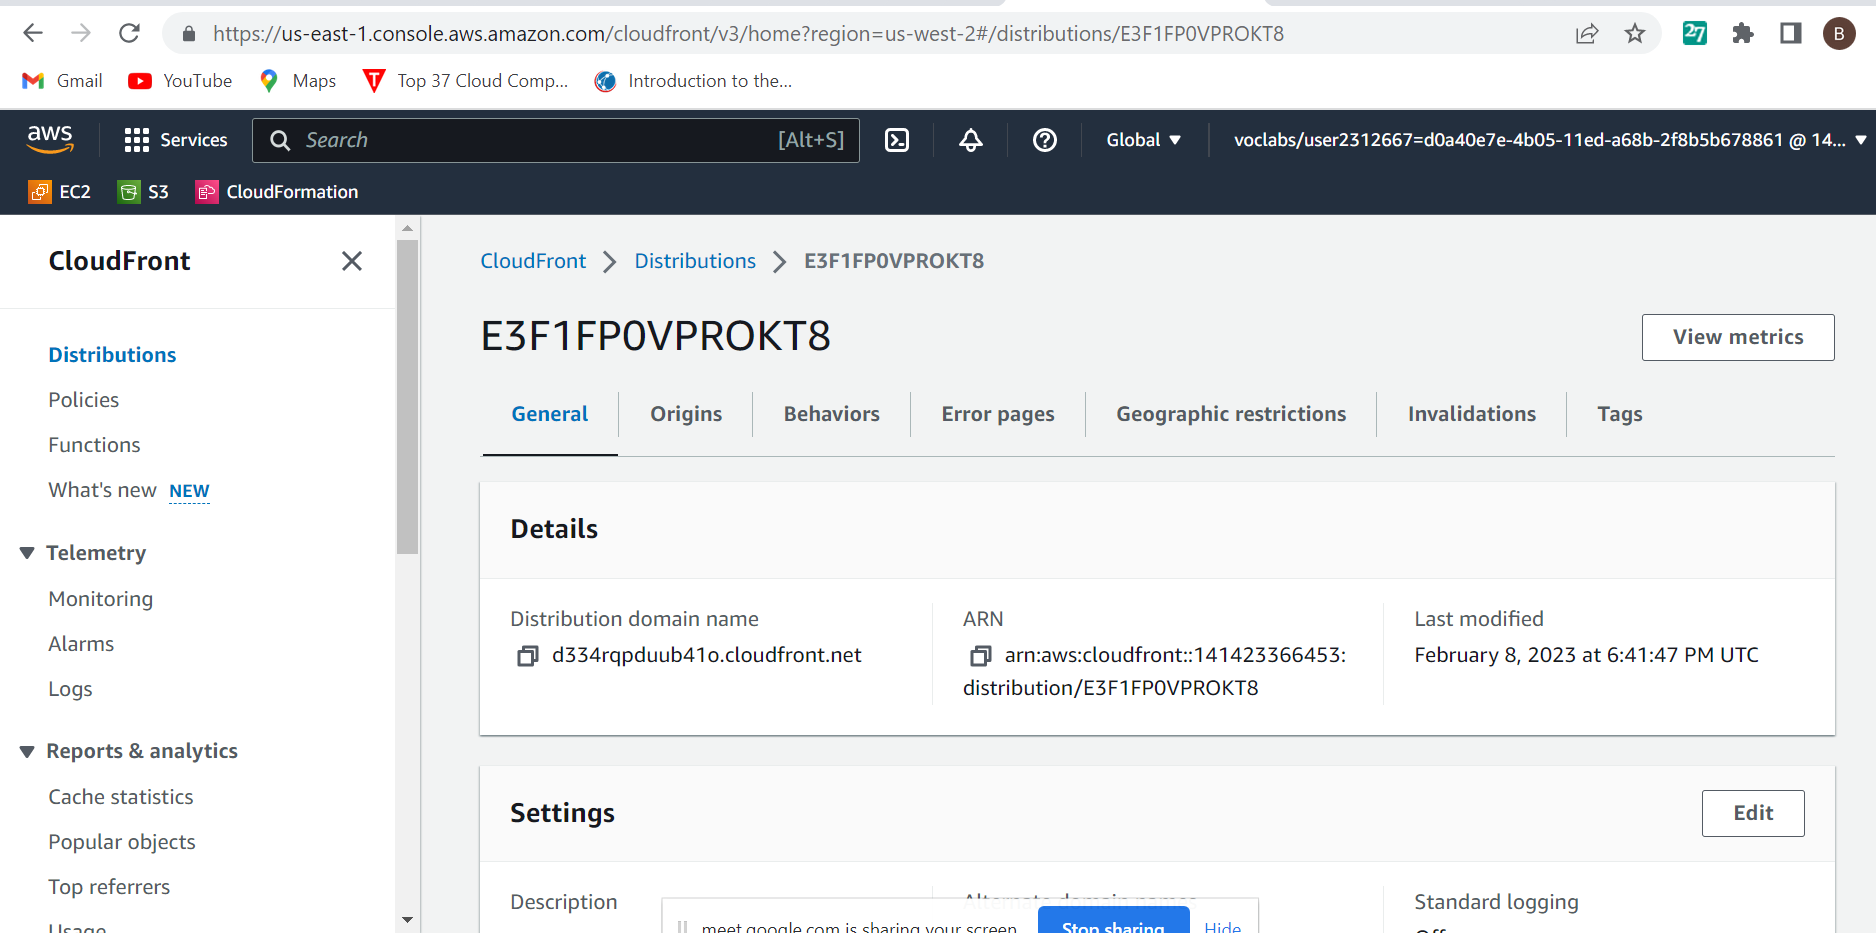 https://us-east-1.console.aws.amazon.com/cloudfront/v3/home?region=us-west-2#/distributions/E3F1FP0VPROKT8
27
B
Gmail YouTube Maps Top 37 Cloud Comp... Introduction to the...
aws Services Search [Alt+S] Global voclabs/user2312667=d0a40e7e-4b05-11ed-a68b-2f8b5b678861 @ 14...
EC2 S3 CloudFormation
CloudFront
Distributions
Policies
Functions
What's new NEW
Telemetry
Monitoring
Alarms
Logs
Reports & analytics
Cache statistics
Popular objects
Top referrers
Usage
CloudFront Distributions E3F1FP0VPROKT8
E3F1FP0VPROKT8
View metrics
General Origins Behaviors Error pages Geographic restrictions Invalidations Tags
Details
Distribution domain name
d334rqpduub41o.cloudfront.net
ARN
arn:aws:cloudfront::141423366453:
distribution/E3F1FP0VPROKT8
Last modified
February 8, 2023 at 6:41:47 PM UTC
Settings
Edit
Description
Alternate domain names
Standard logging
Off
meet.google.com is sharing your screen. Stop sharing Hide